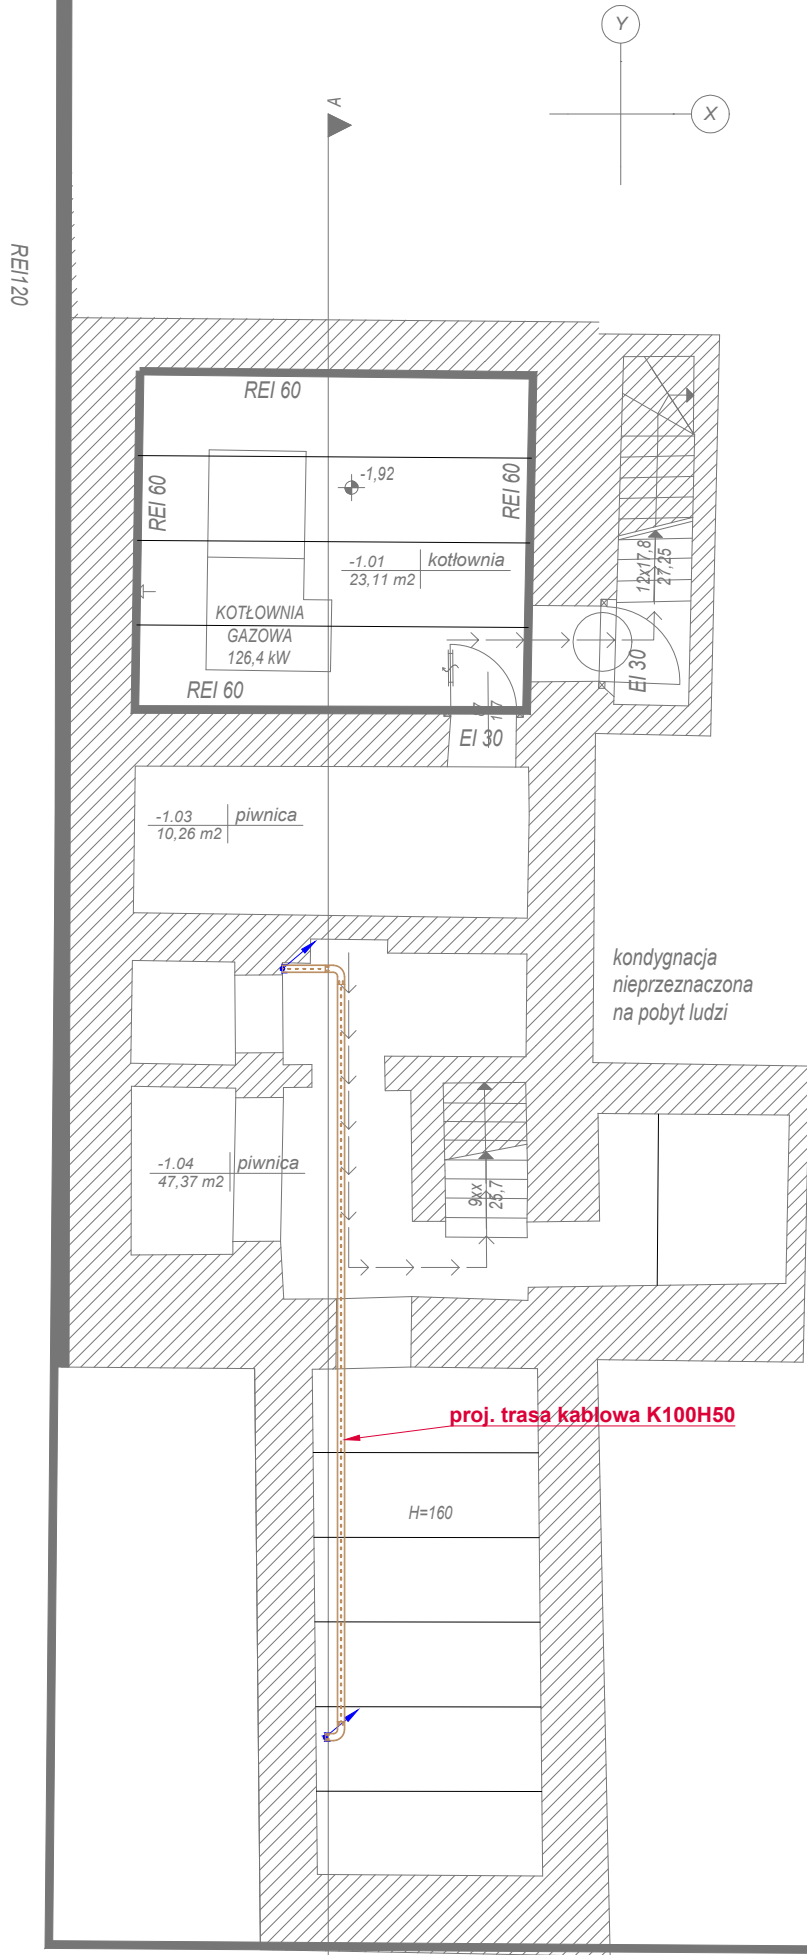 Y
A
X
REI120
REI 60
-1,92
REI 60
REI 60
-1.01 kotłownia
23,11 m2
12x17,8
27,25
KOTŁOWNIA
GAZOWA
126,4 kW
REI 60
EI 30
EI 30
-1.03 piwnica
10,26 m2
kondygnacja
nieprzeznaczona
na pobyt ludzi
-1.04 piwnica
47,37 m2
9xx
25,7
proj. trasa kablowa K100H50
H=160